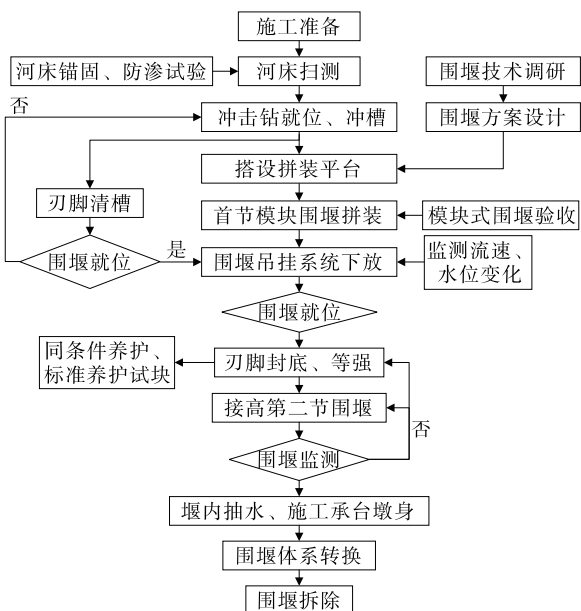 施工准备
河床锚固、防渗试验
河床扫测
围堰技术调研
否
冲击钻就位、冲槽
围堰方案设计
搭设拼装平台
刃脚清槽
首节模块围堰拼装
模块式围堰验收
围堰就位
是
围堰吊挂系统下放
监测流速、
水位变化
围堰就位
同条件养护、
标准养护试块
刃脚封底、等强
接高第二节围堰
否
围堰监测
堰内抽水、施工承台墩身
围堰体系转换
围堰拆除